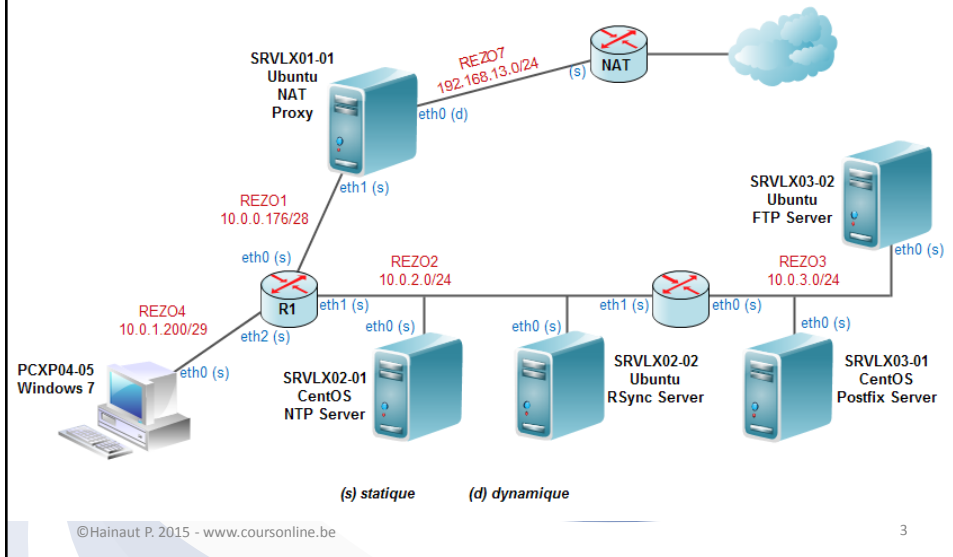 SRVLX01-01
Ubuntu
NAT
Proxy
REZO7
192.168.13.0/24
(s)
NAT
eth0 (d)
eth1 (s)
REZO1
10.0.0.176/28
SRVLX03-02
Ubuntu
FTP Server
eth0 (s)
eth0 (s)
REZO2
10.0.2.0/24
REZO3
10.0.3.0/24
R1
eth1 (s)
eth1 (s)
eth0 (s)
REZO4
10.0.1.200/29
eth2 (s)
eth0 (s)
eth0 (s)
eth0 (s)
PCXP04-05
Windows 7
eth0 (s)
SRVLX02-01
CentOS
NTP Server
SRVLX02-02
Ubuntu
RSync Server
SRVLX03-01
CentOS
Postfix Server
(s) statique
(d) dynamique
©Hainaut P. 2015 - www.coursonline.be
3